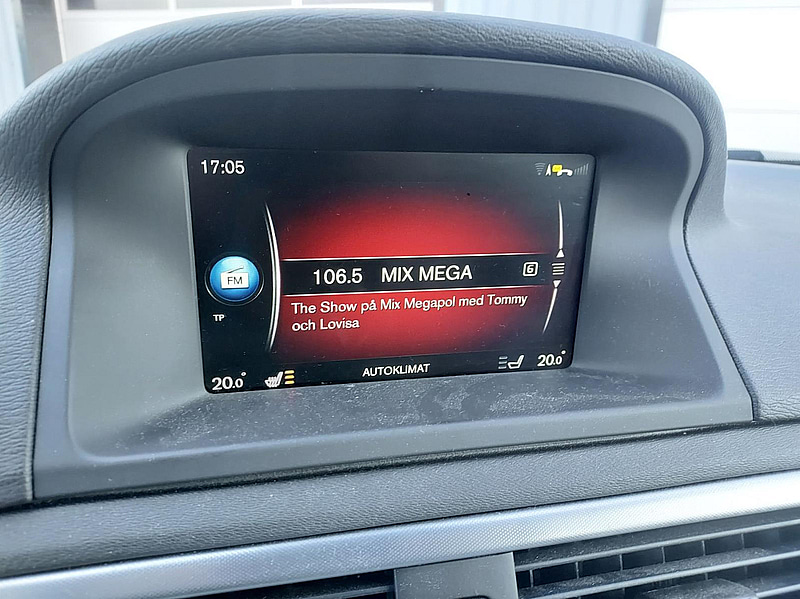 17:05
FM
106.5 MIX MEGA 6
The Show på Mix Megapol med Tommy
och Lovisa
TP
20.0° AUTOKLIMAT 20.0°